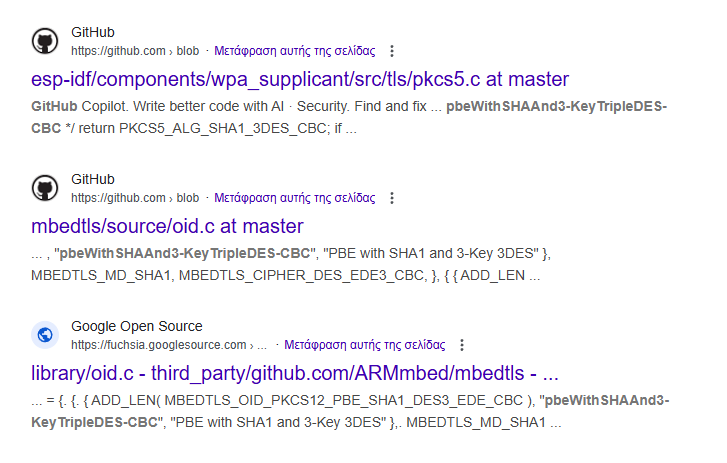 GitHub
https://github.com › blob · Μετάφραση αυτής της σελίδας
esp-idf/components/wpa_supplicant/src/tls/pkcs5.c at master
GitHub Copilot. Write better code with AI · Security. Find and fix ... pbeWithSHAAnd3-KeyTripleDES-
CBC */ return PKCS5_ALG_SHA1_3DES_CBC; if ...
GitHub
https://github.com › blob · Μετάφραση αυτής της σελίδας
mbedtls/source/oid.c at master
... , "pbeWithSHAAnd3-KeyTripleDES-CBC", "PBE with SHA1 and 3-Key 3DES" },
MBEDTLS_MD_SHA1, MBEDTLS_CIPHER_DES_EDE3_CBC, }, { { ADD_LEN ...
Google Open Source
https://fuchsia.googlesource.com › ... · Μετάφραση αυτής της σελίδας
library/oid.c - third_party/github.com/ARMmbed/mbedtls - ...
... = {. {. { ADD_LEN( MBEDTLS_OID_PKCS12_PBE_SHA1_DES3_EDE_CBC ), "pbeWithSHAAnd3-
KeyTripleDES-CBC", "PBE with SHA1 and 3-Key 3DES" },. MBEDTLS_MD_SHA1 ...